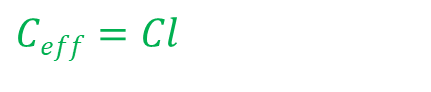 C_eff = Cl